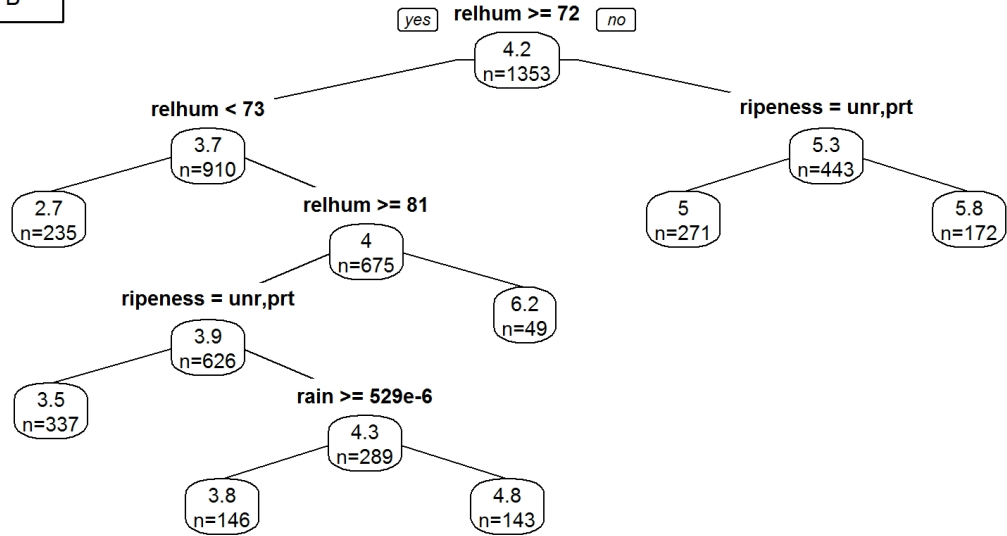 B
yes relhum >= 72 no
4.2
n=1353
relhum < 73
ripeness = unr,prt
3.7
n=910
5.3
n=443
2.7
n=235
relhum >= 81
5
n=271
5.8
n=172
4
n=675
ripeness = unr,prt
6.2
n=49
3.9
n=626
3.5
n=337
rain >= 529e-6
4.3
n=289
3.8
n=146
4.8
n=143